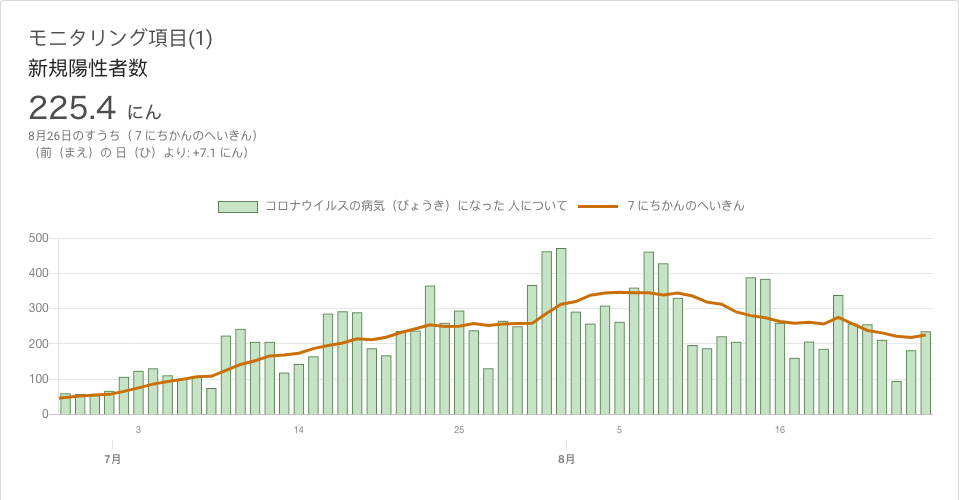 モニタリング項目(1)
新規陽性者数
225.4 にん
8月26日のすうち（７にちかんのへいきん）
（前（まえ）の 日（ひ）より: +7.1 にん）
コロナウイルスの病気（びょうき）になった 人について ７にちかんのへいきん
500
400
300
200
100
0
3 14 25 5 16
7月 8月